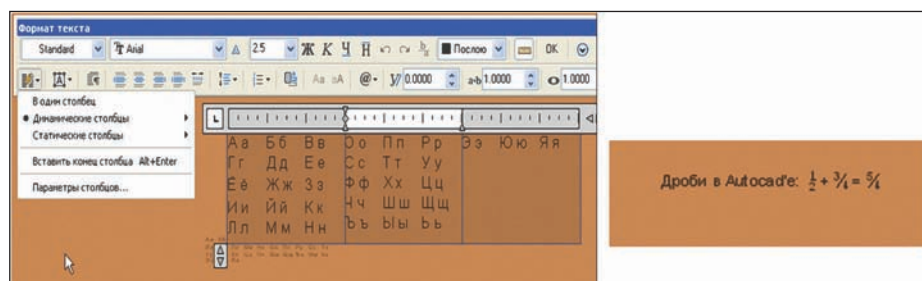 Формат текста
Standard Arial 2.5 Ж К Ч Н Послою OK
@ 0.0000 a-b 1.0000 1.0000
В один столбец
Динамические столбцы
Статические столбцы
Вставить конец столбца Alt+Enter
Параметры столбцов...
L
Аа Бб Вв Оо Пп Рр Ээ Юю Яя
Гг Дд Ее Сс Тт Уу
Ёё Жж Зз Фф Хх Цц
Ии Йй Кк Чч Шш Щщ
Лл Мм Нн Ъъ Ыы Ьь
Дроби в Autocad'e: ½ + ¾ = ⁵⁄₄